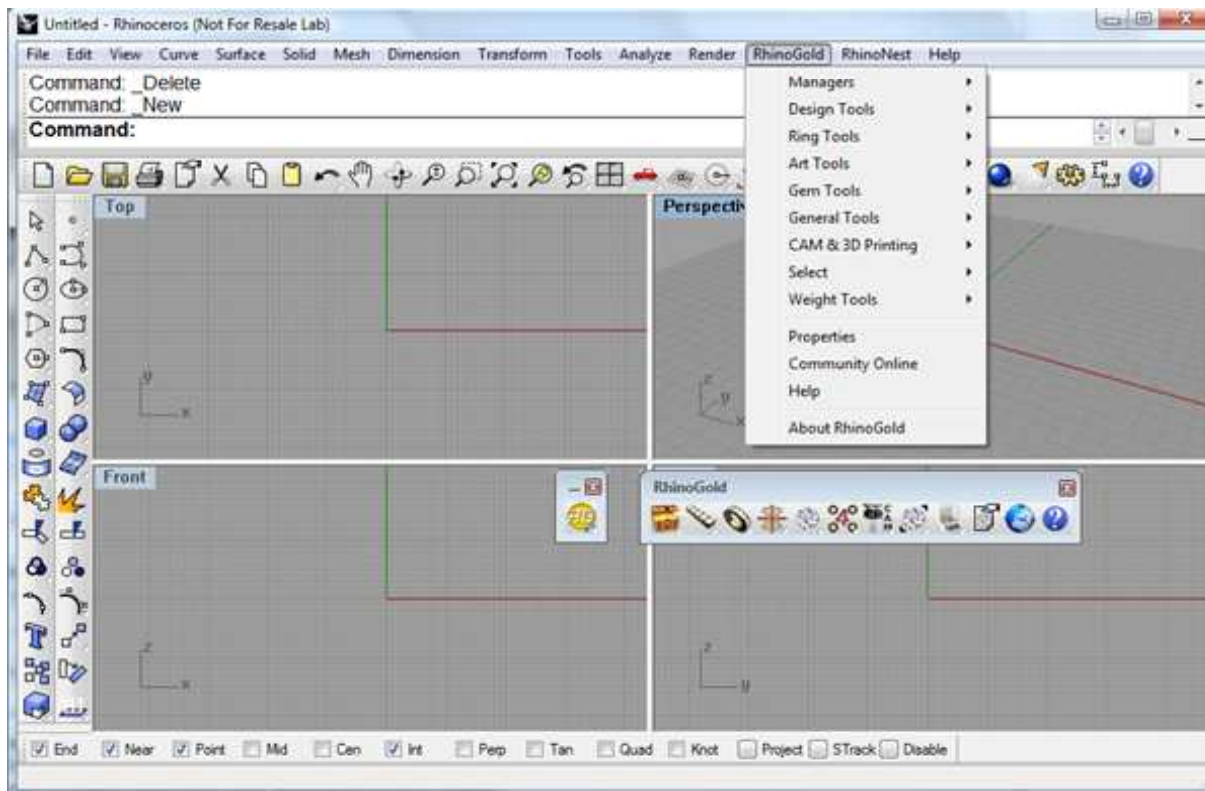 Untitled - Rhinoceros (Not For Resale Lab)
File Edit View Curve Surface Solid Mesh Dimension Transform Tools Analyze Render RhinoGold RhinoNest Help
Command: _Delete
Command: _New
Command:
Managers
Design Tools
Ring Tools
Art Tools
Gem Tools
General Tools
CAM & 3D Printing
Select
Weight Tools
Properties
Community Online
Help
About RhinoGold
Top
y
x
z
y
x
Front
RhinoGold
z
x
z
y
End Near Point Mid Cen Int Perp Tan Quad Knot Project STrack Disable